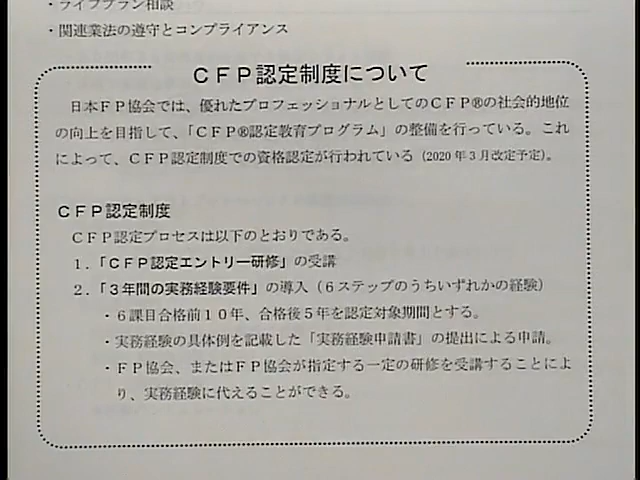 ・ライフプラン相談
・関連業法の遵守とコンプライアンス
ＣＦＰ認定制度について
日本ＦＰ協会では、優れたプロフェッショナルとしてのＣＦＰ®の社会的地位
の向上を目指して、「ＣＦＰ®認定教育プログラム」の整備を行っている。これ
によって、ＣＦＰ認定制度での資格認定が行われている（2020 年３月改定予定）。
ＣＦＰ認定制度
ＣＦＰ認定プロセスは以下のとおりである。
１．「ＣＦＰ認定エントリー研修」の受講
２．「３年間の実務経験要件」の導入（６ステップのうちいずれかの経験）
・６課目合格前１０年、合格後５年を認定対象期間とする。
・実務経験の具体例を記載した「実務経験申請書」の提出による申請。
・ＦＰ協会、またはＦＰ協会が指定する一定の研修を受講することによ
り、実務経験に代えることができる。